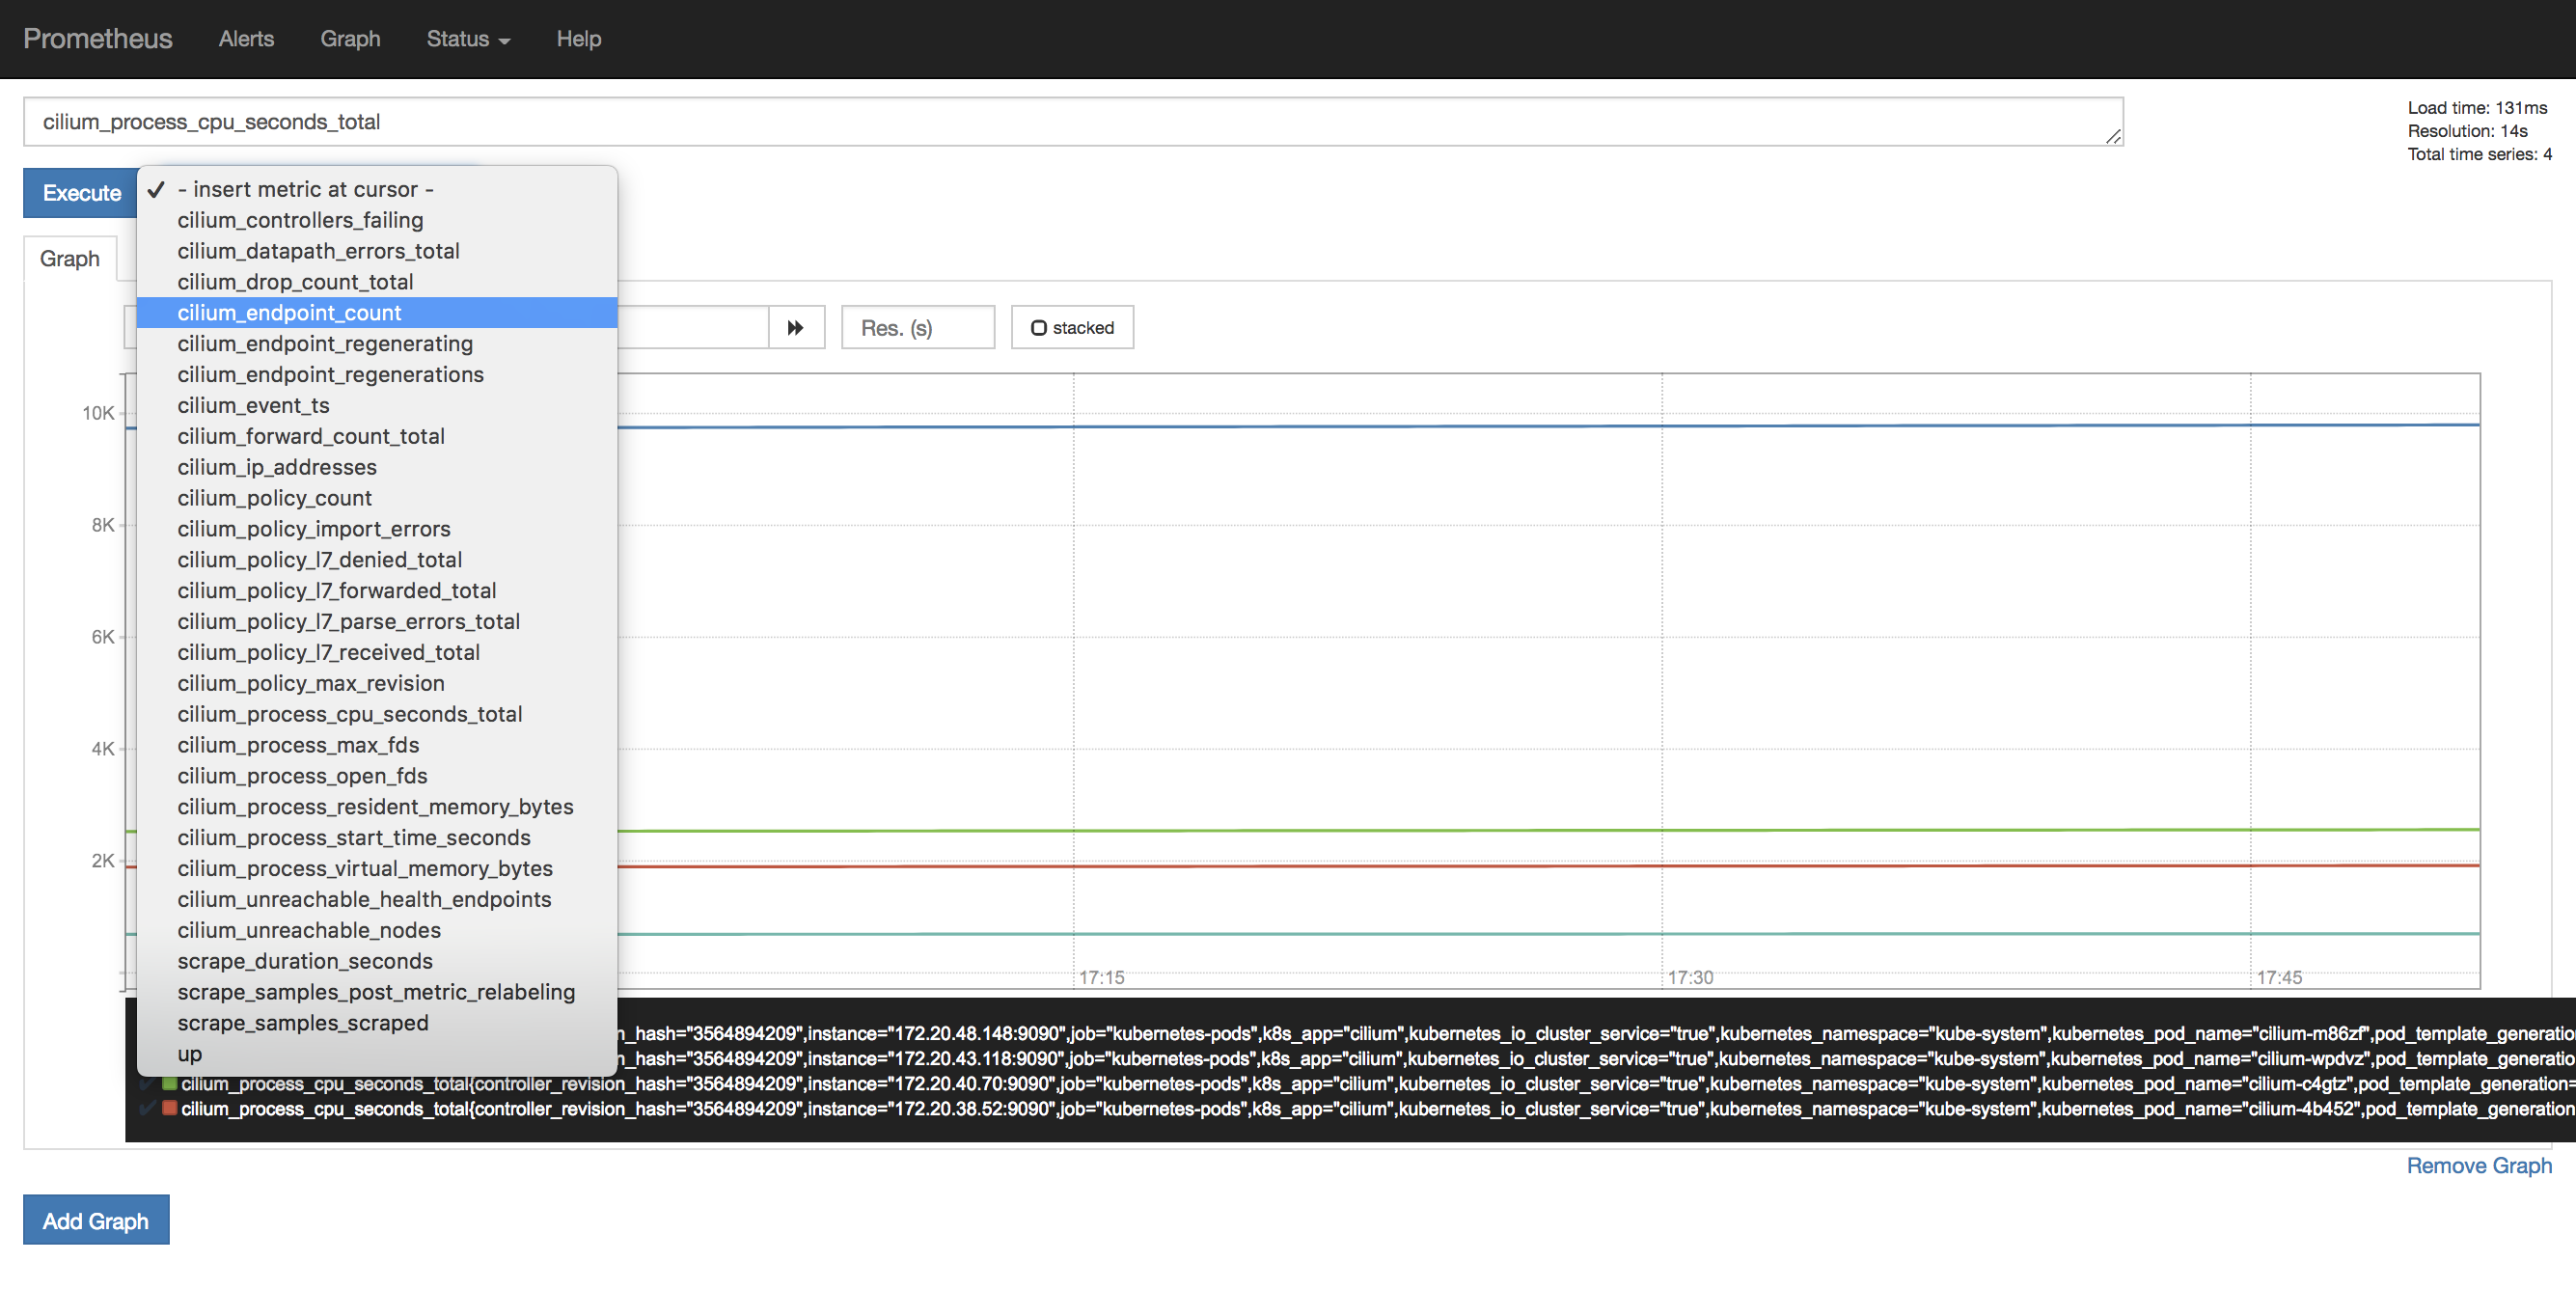 Prometheus Alerts Graph Status Help
cilium_process_cpu_seconds_total
Load time: 131ms
Resolution: 14s
Total time series: 4
Execute
- insert metric at cursor -
cilium_controllers_failing
cilium_datapath_errors_total
cilium_drop_count_total
cilium_endpoint_count
cilium_endpoint_regenerating
cilium_endpoint_regenerations
cilium_event_ts
cilium_forward_count_total
cilium_ip_addresses
cilium_policy_count
cilium_policy_import_errors
cilium_policy_l7_denied_total
cilium_policy_l7_forwarded_total
cilium_policy_l7_parse_errors_total
cilium_policy_l7_received_total
cilium_policy_max_revision
cilium_process_cpu_seconds_total
cilium_process_max_fds
cilium_process_open_fds
cilium_process_resident_memory_bytes
cilium_process_start_time_seconds
cilium_process_virtual_memory_bytes
cilium_unreachable_health_endpoints
cilium_unreachable_nodes
scrape_duration_seconds
scrape_samples_post_metric_relabeling
scrape_samples_scraped
up
Graph
Res. (s)
stacked
10K
8K
6K
4K
2K
17:15 17:30 17:45
n_hash="3564894209",instance="172.20.48.148:9090",job="kubernetes-pods",k8s_app="cilium",kubernetes_io_cluster_service="true",kubernetes_namespace="kube-system",kubernetes_pod_name="cilium-m86zf",pod_template_generation
n_hash="3564894209",instance="172.20.43.118:9090",job="kubernetes-pods",k8s_app="cilium",kubernetes_io_cluster_service="true",kubernetes_namespace="kube-system",kubernetes_pod_name="cilium-wpdvz",pod_template_generatio
cilium_process_cpu_seconds_total{controller_revision_hash="3564894209",instance="172.20.40.70:9090",job="kubernetes-pods",k8s_app="cilium",kubernetes_io_cluster_service="true",kubernetes_namespace="kube-system",kubernetes_pod_name="cilium-c4gtz",pod_template_generation=
cilium_process_cpu_seconds_total{controller_revision_hash="3564894209",instance="172.20.38.52:9090",job="kubernetes-pods",k8s_app="cilium",kubernetes_io_cluster_service="true",kubernetes_namespace="kube-system",kubernetes_pod_name="cilium-4b452",pod_template_generation
Remove Graph
Add Graph